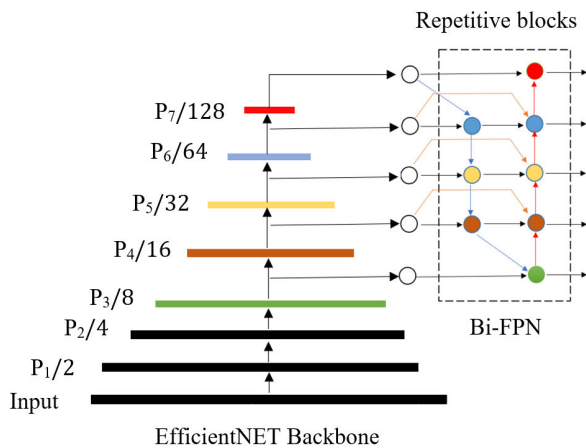 Repetitive blocks
P₇/128
P₆/64
P₅/32
P₄/16
P₃/8
P₂/4
P₁/2
Input
Bi-FPN
EfficientNET Backbone